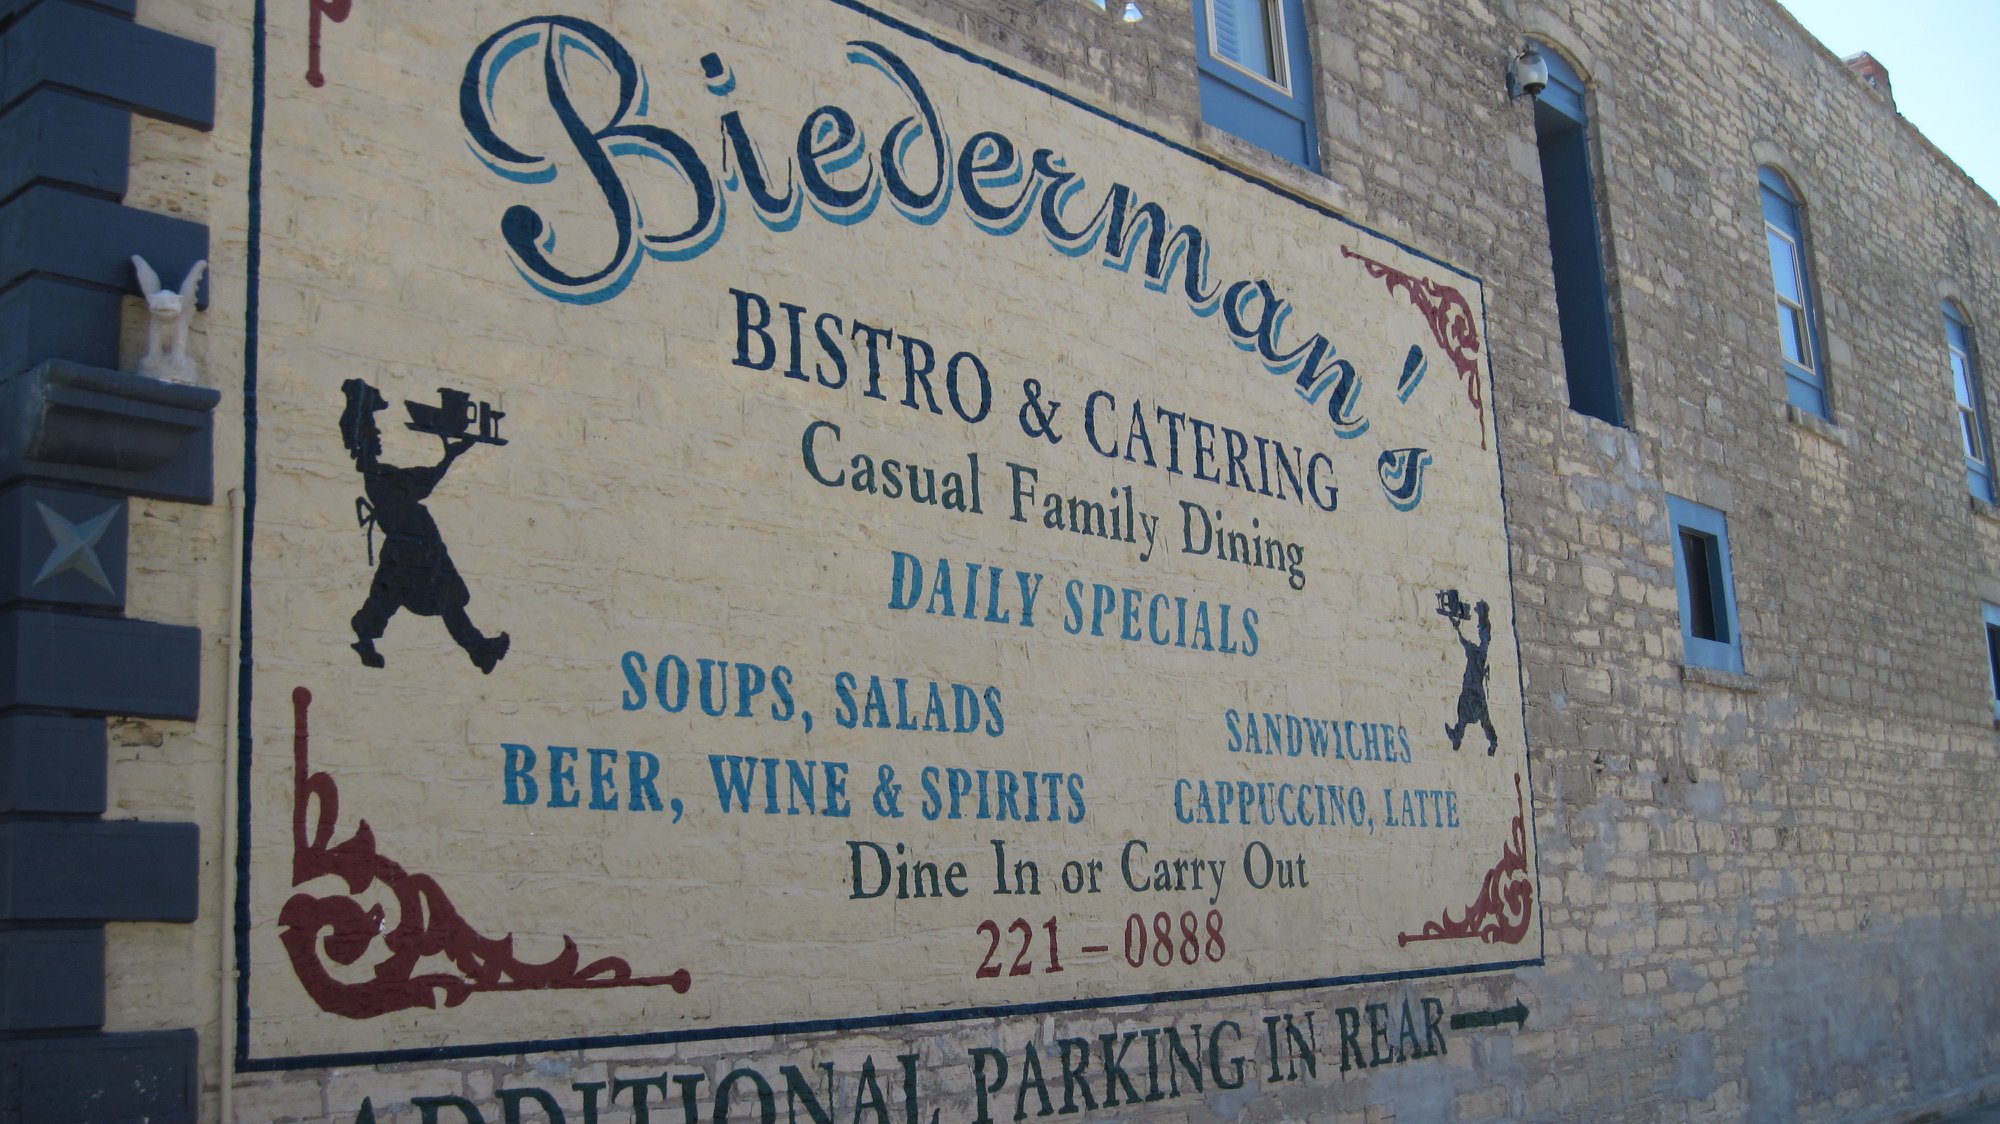 Biederman's
BISTRO & CATERING
Casual Family Dining
DAILY SPECIALS
SOUPS, SALADS
BEER, WINE & SPIRITS
SANDWICHES
CAPPUCCINO, LATTE
Dine In or Carry Out
221-0888
ADDITIONAL PARKING IN REAR